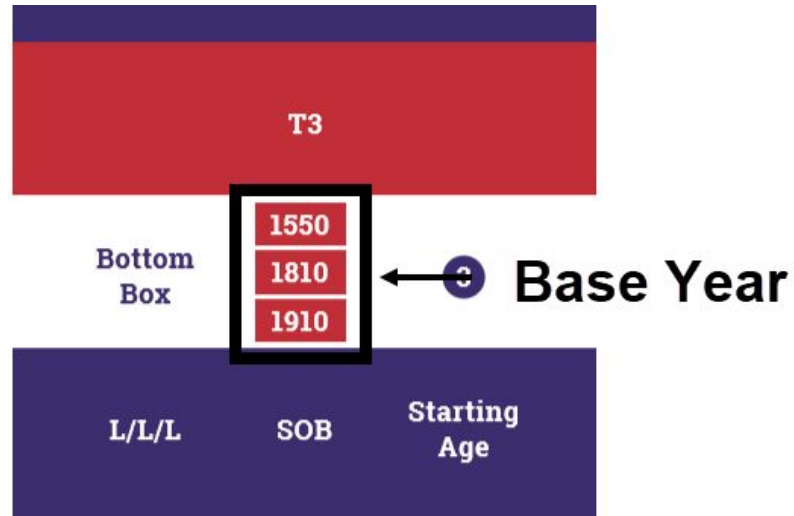 T3
1550
Bottom
Box
1810
1910
Base Year
L/L/L
SOB
Starting
Age